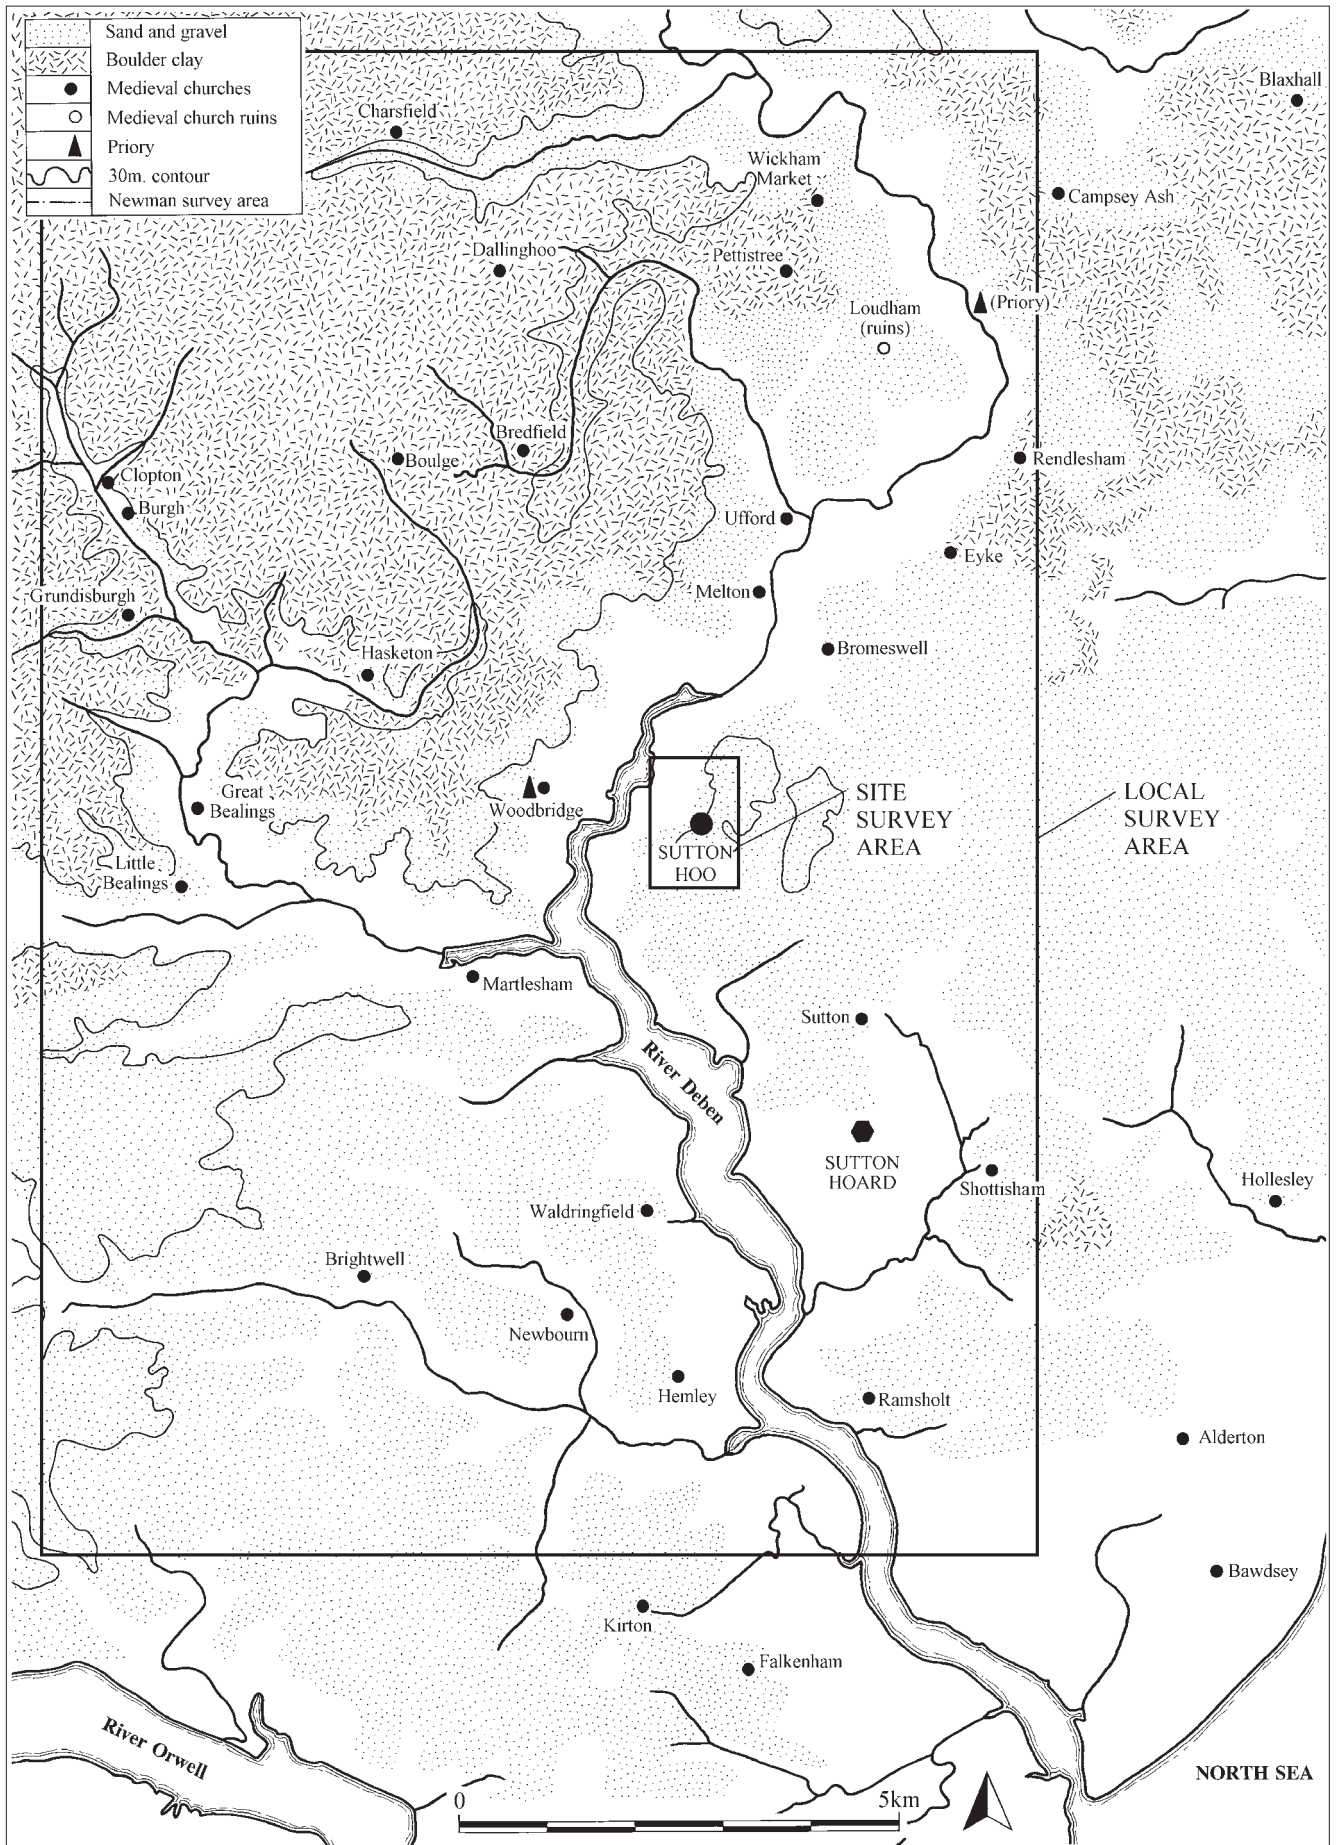 Sand and gravel
Boulder clay
Medieval churches
Medieval church ruins
Priory
30m. contour
Newman survey area
Blaxhall
Charsfield
Wickham
Market
Campsey Ash
Dallinghoo
Pettistree
(Priory)
Loudham
(ruins)
Bredfield
Boulge
Rendlesham
Clopton
Burgh
Ufford
Eyke
Melton
Grundisburgh
Bromeswell
Hasketon
Great
Bealings
Woodbridge
SITE
SURVEY
AREA
LOCAL
SURVEY
AREA
SUTTON
HOO
Little
Bealings
Martlesham
Sutton
River Deben
SUTTON
HOARD
Shottisham
Hollesley
Waldringfield
Brightwell
Newbourn
Hemley
Ramsholt
Alderton
Bawdsey
Kirton
Falkenham
River Orwell
NORTH SEA
0
5km